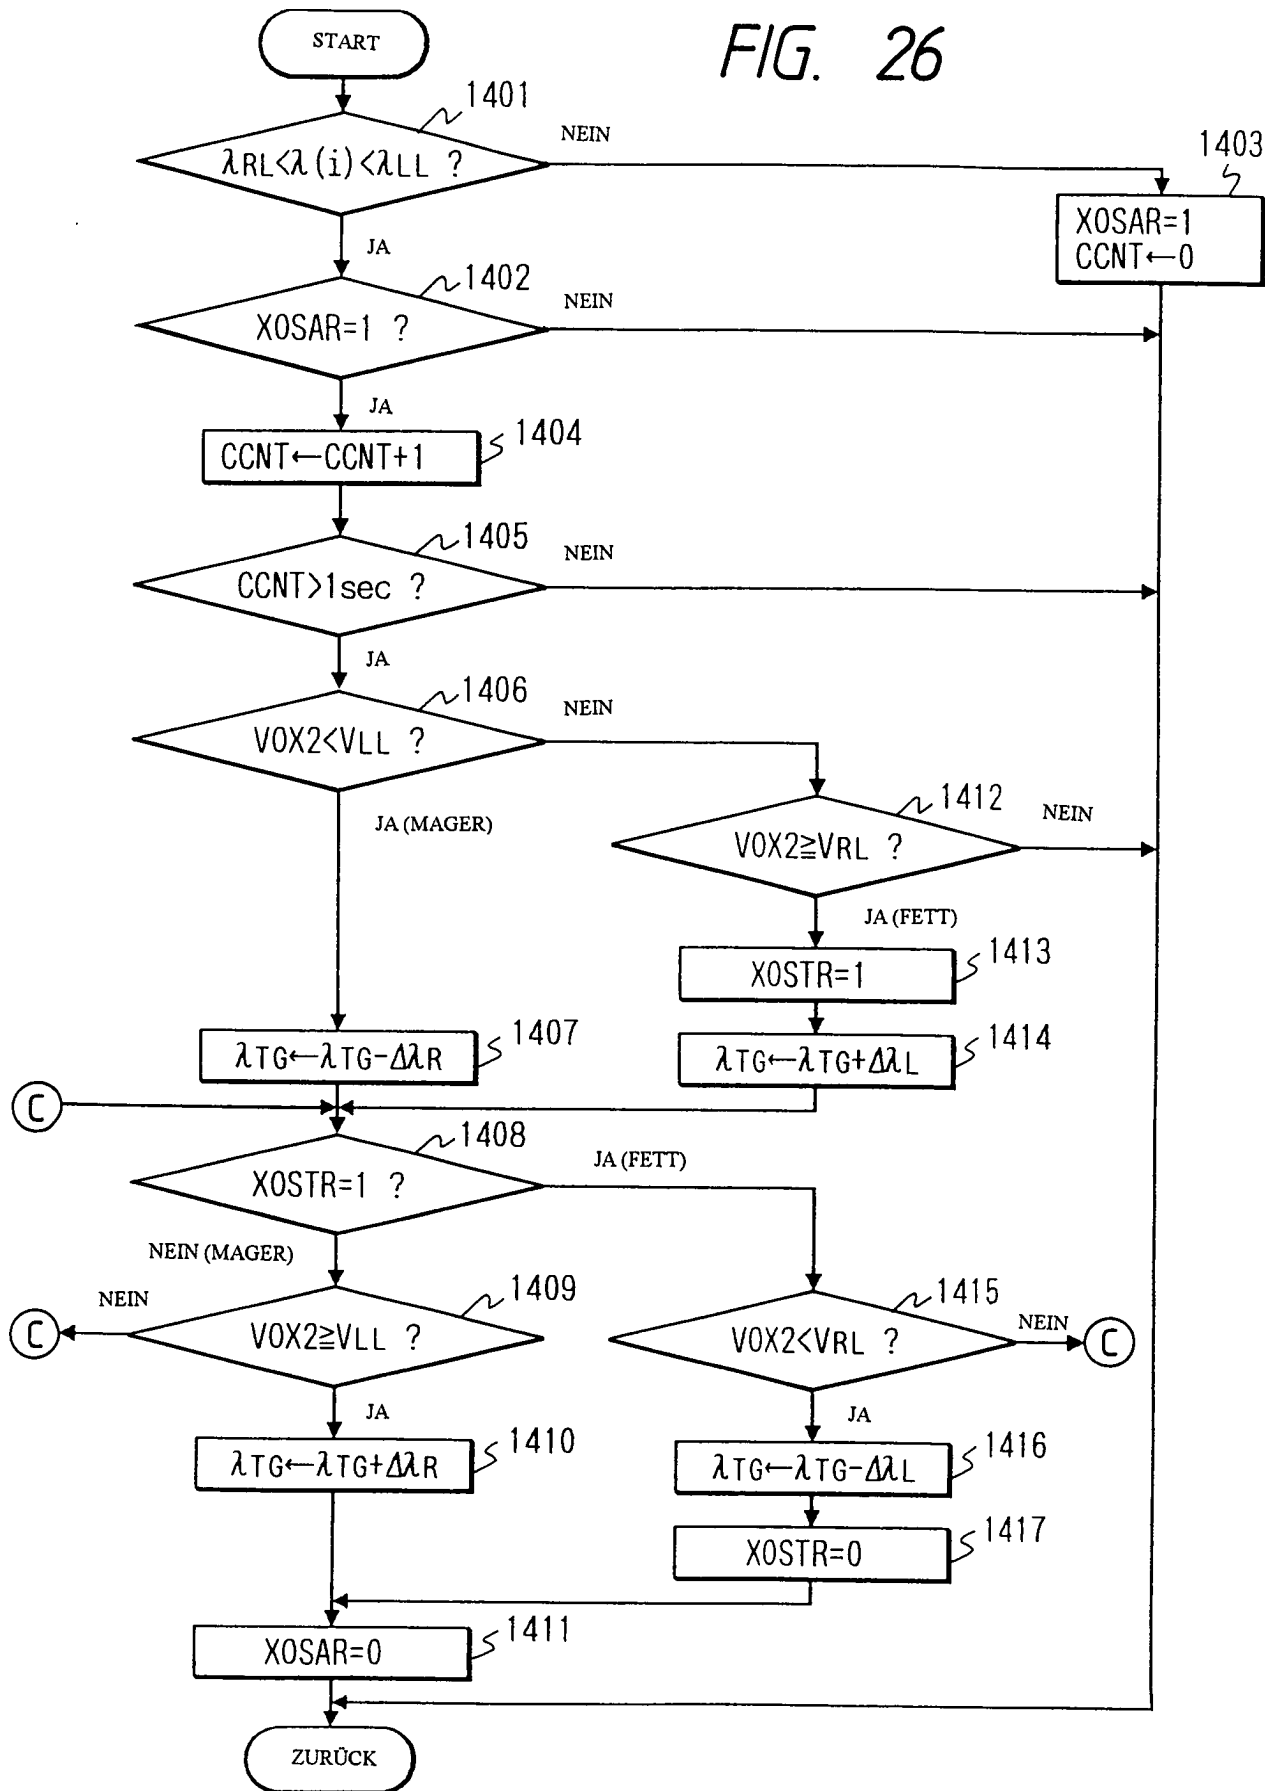 START
FIG. 26
1401
λRL<λ(i)<λLL ?
NEIN
1403
XOSAR=1
CCNT←0
JA
1402
XOSAR=1 ?
NEIN
JA
1404
CCNT←CCNT+1
1405
CCNT>1sec ?
NEIN
JA
1406
VOX2<VLL ?
NEIN
JA (MAGER)
1412
VOX2≧VRL ?
NEIN
JA (FETT)
1413
XOSTR=1
1407
λTG←λTG-ΔλR
1414
λTG←λTG+ΔλL
C
1408
XOSTR=1 ?
JA (FETT)
NEIN (MAGER)
1409
VOX2≧VLL ?
NEIN
C
1415
VOX2<VRL ?
NEIN
C
JA
1410
λTG←λTG+ΔλR
JA
1416
λTG←λTG-ΔλL
1417
XOSTR=0
1411
XOSAR=0
ZURÜCK